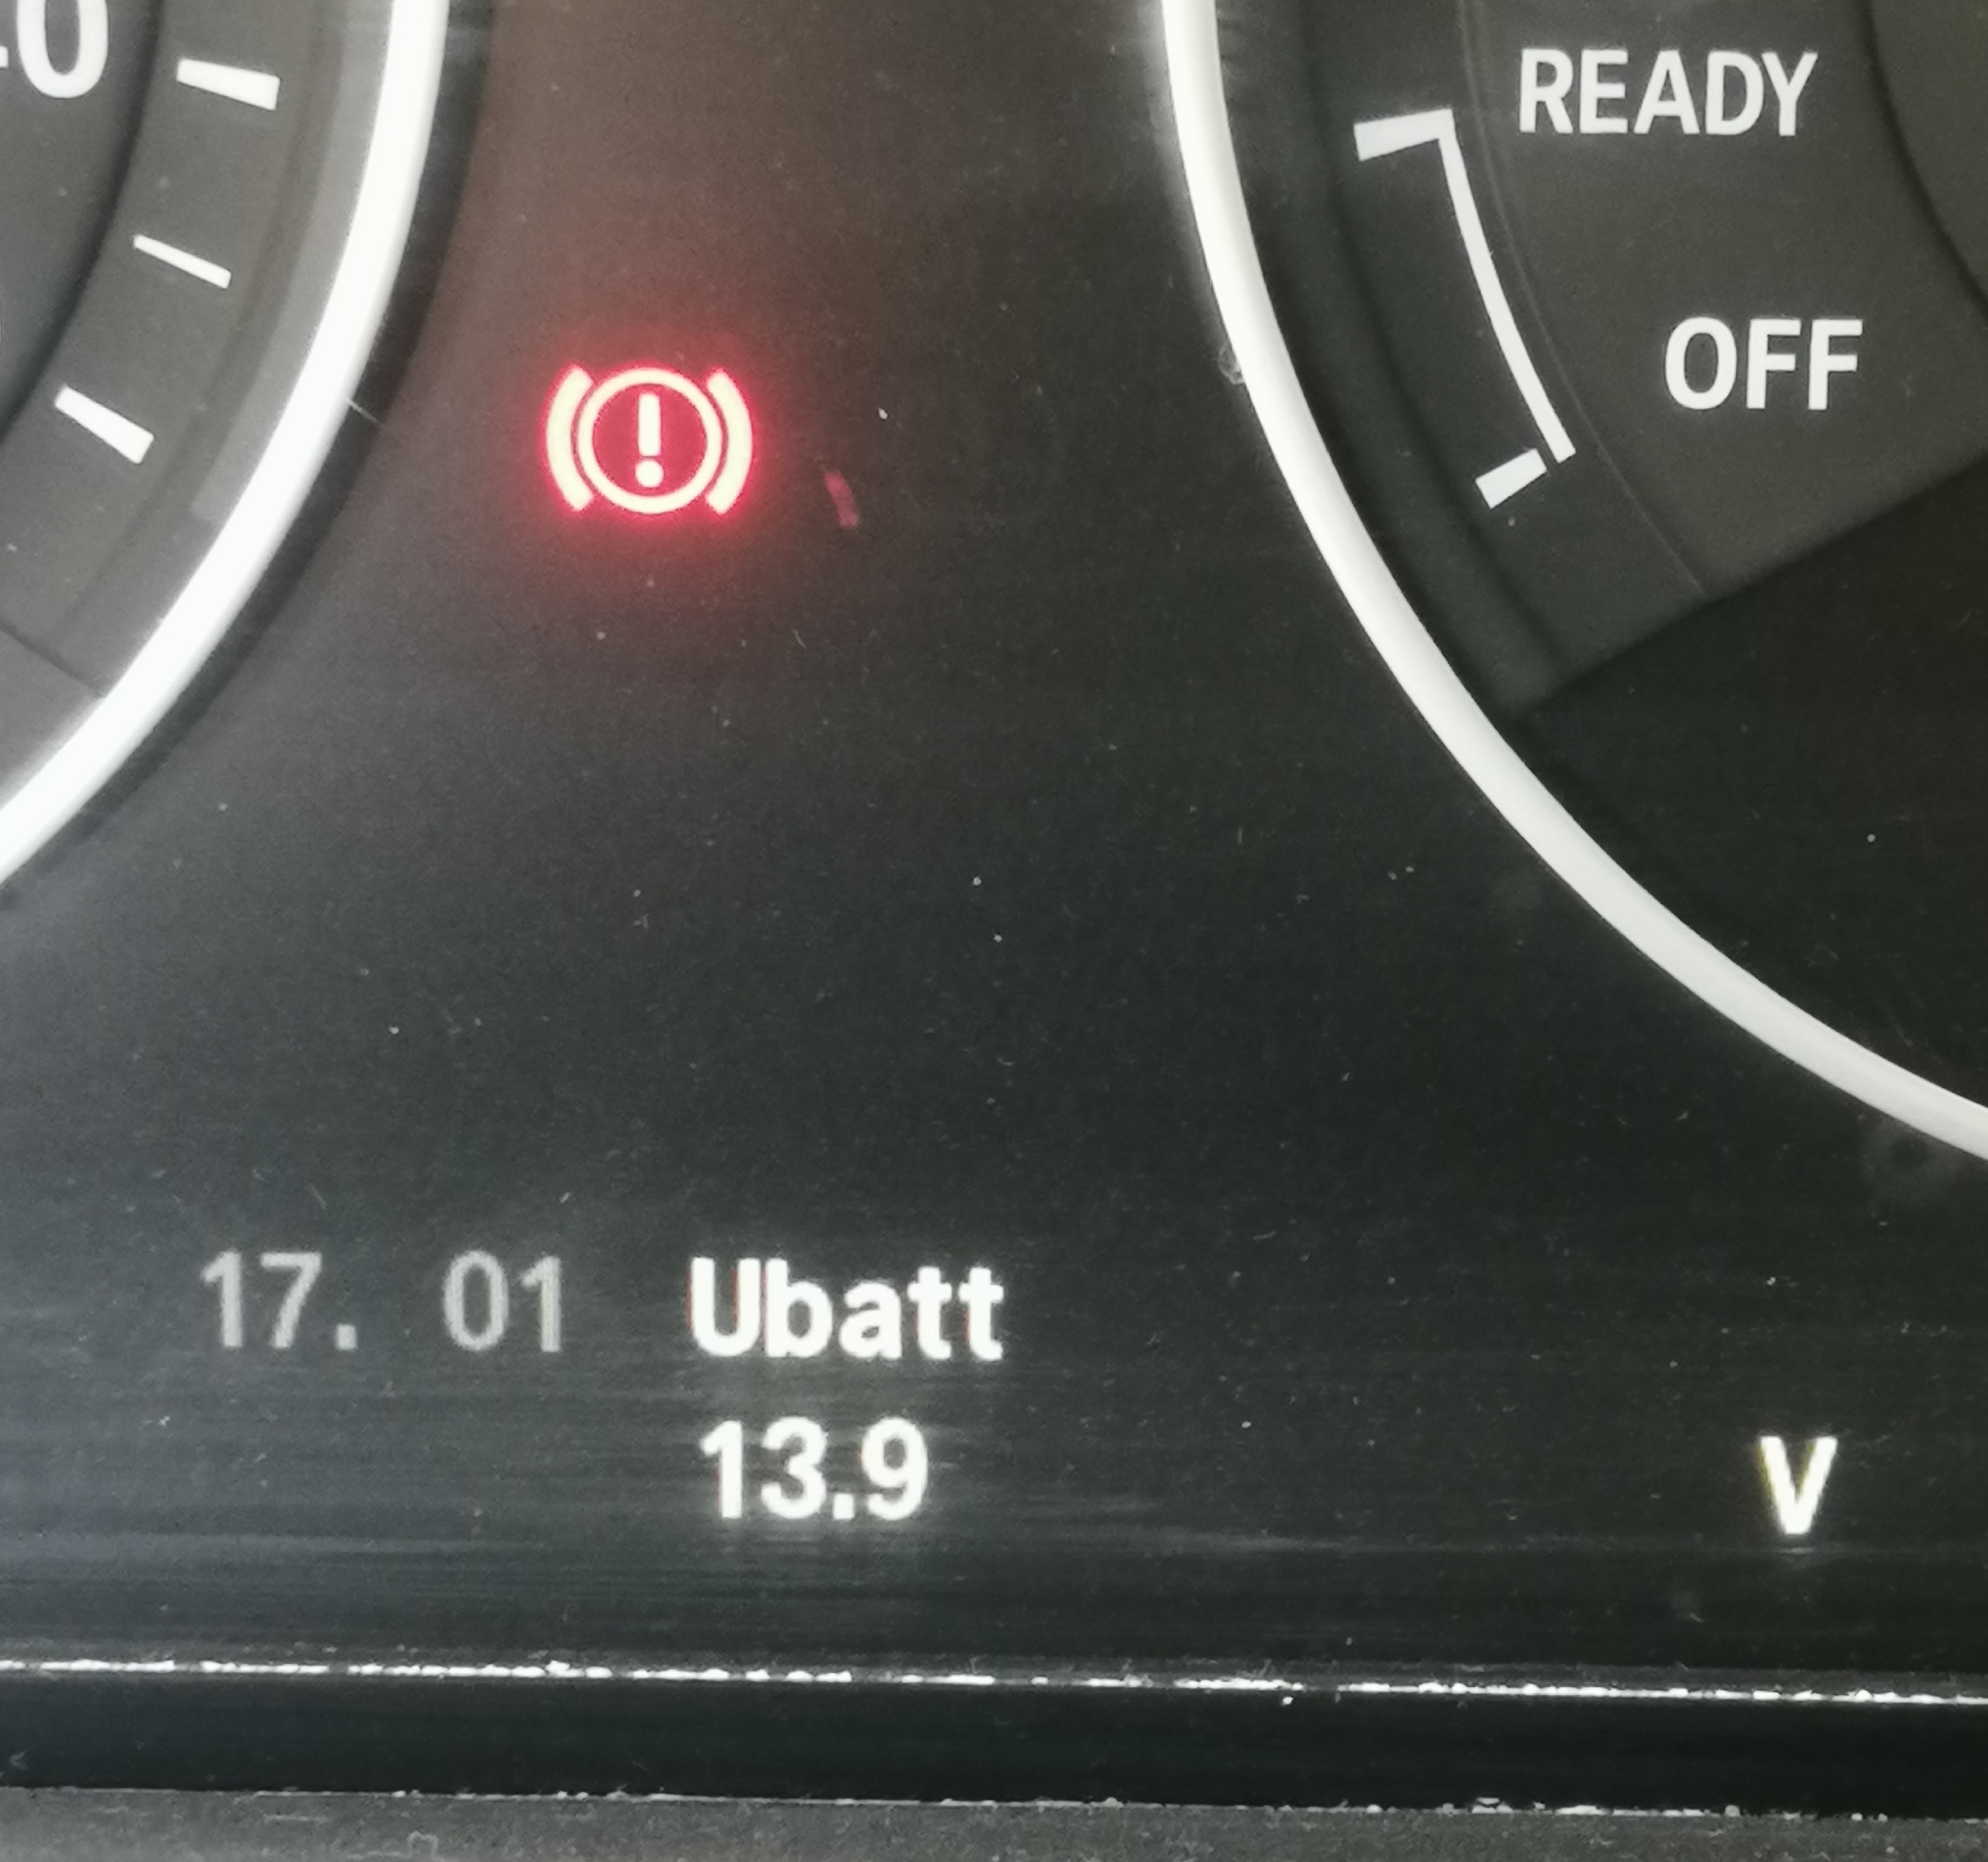 READY
OFF
17. 01 Ubatt
13.9 V